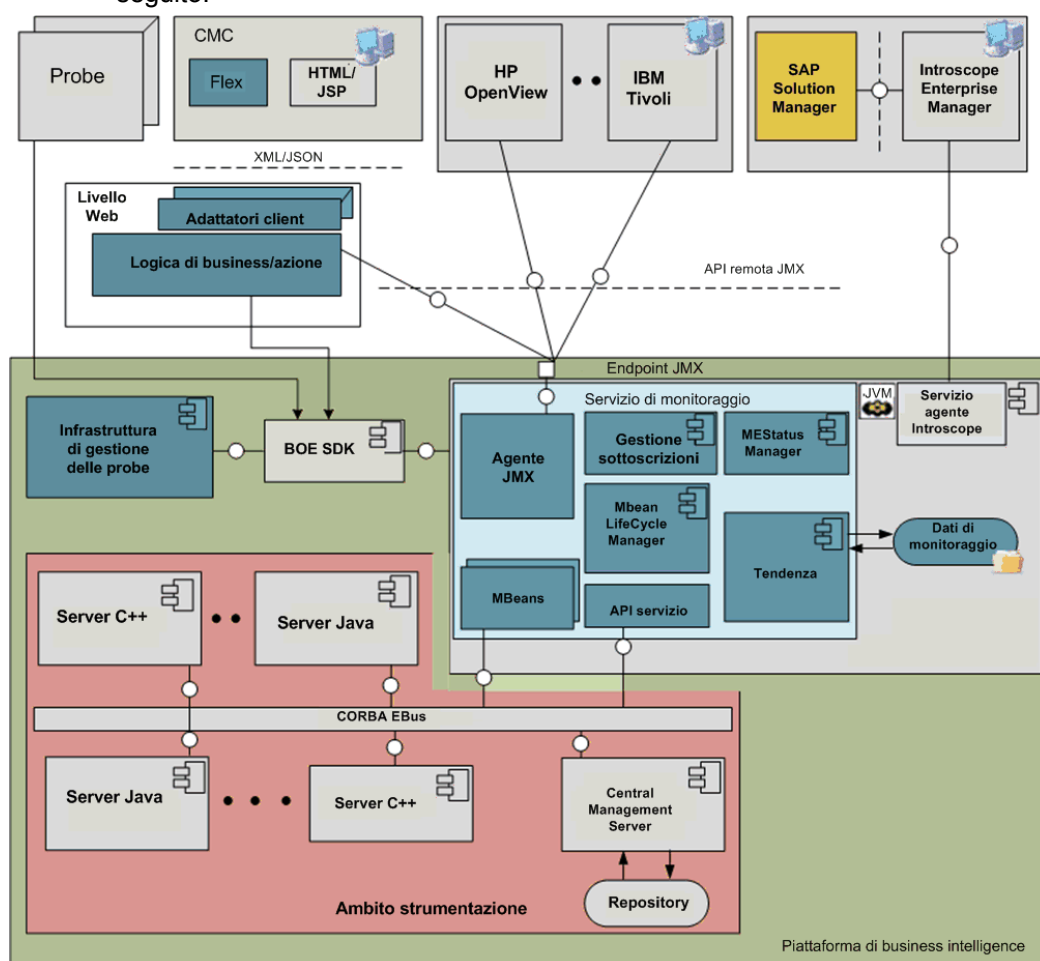 seguito.
Probe
CMC
Flex
HTML/
JSP
HP
OpenView
IBM
Tivoli
SAP
Solution
Manager
Introscope
Enterprise
Manager
XML/JSON
Livello
Web
Adattatori client
Logica di business/azione
API remota JMX
Endpoint JMX
Infrastruttura
di gestione
delle probe
BOE SDK
Servizio di monitoraggio
Agente
JMX
Gestione
sottoscrizioni
MEStatus
Manager
JVM
Servizio
agente
Introscope
Mbean
LifeCycle
Manager
Tendenza
Dati di
monitoraggio
MBeans
API servizio
Server C++
Server Java
CORBA EBus
Server Java
Server C++
Central
Management
Server
Repository
Ambito strumentazione
Piattaforma di business intelligence